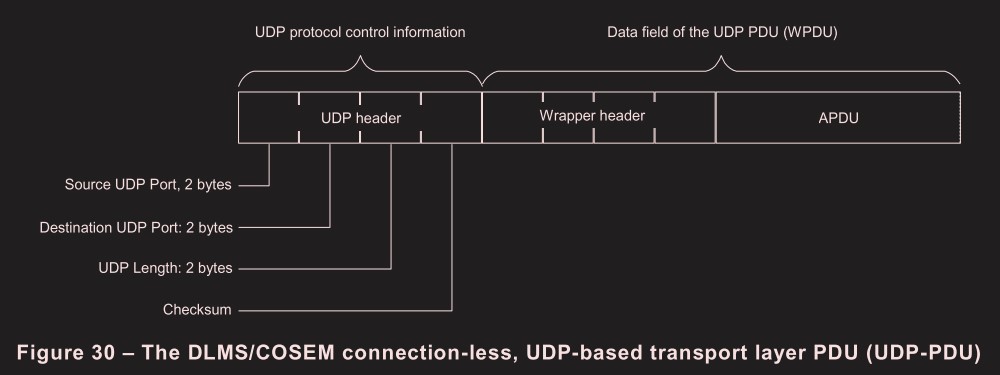 UDP protocol control information
Data field of the UDP PDU (WPDU)
UDP header
Wrapper header
APDU
Source UDP Port, 2 bytes
Destination UDP Port: 2 bytes
UDP Length: 2 bytes
Checksum
Figure 30 – The DLMS/COSEM connection-less, UDP-based transport layer PDU (UDP-PDU)